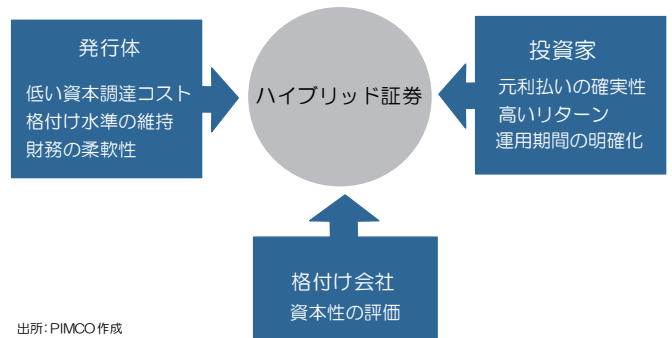 発行体
低い資本調達コスト
格付け水準の維持
財務の柔軟性
ハイブリッド証券
投資家
元利払いの確実性
高いリターン
運用期間の明確化
格付け会社
資本性の評価
出所：PIMCO作成